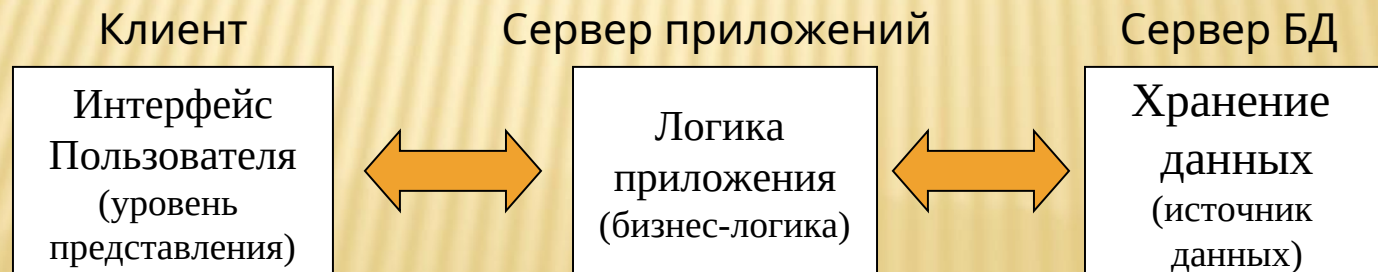 Клиент
Сервер приложений
Сервер БД
Интерфейс
Пользователя
(уровень
представления)
Логика
приложения
(бизнес-логика)
Хранение
данных
(источник
данных)